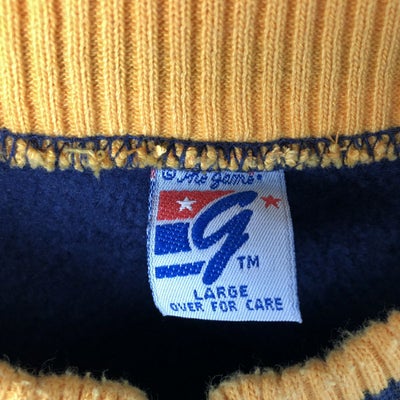 © The Game®
G TM
LARGE
OVER FOR CARE